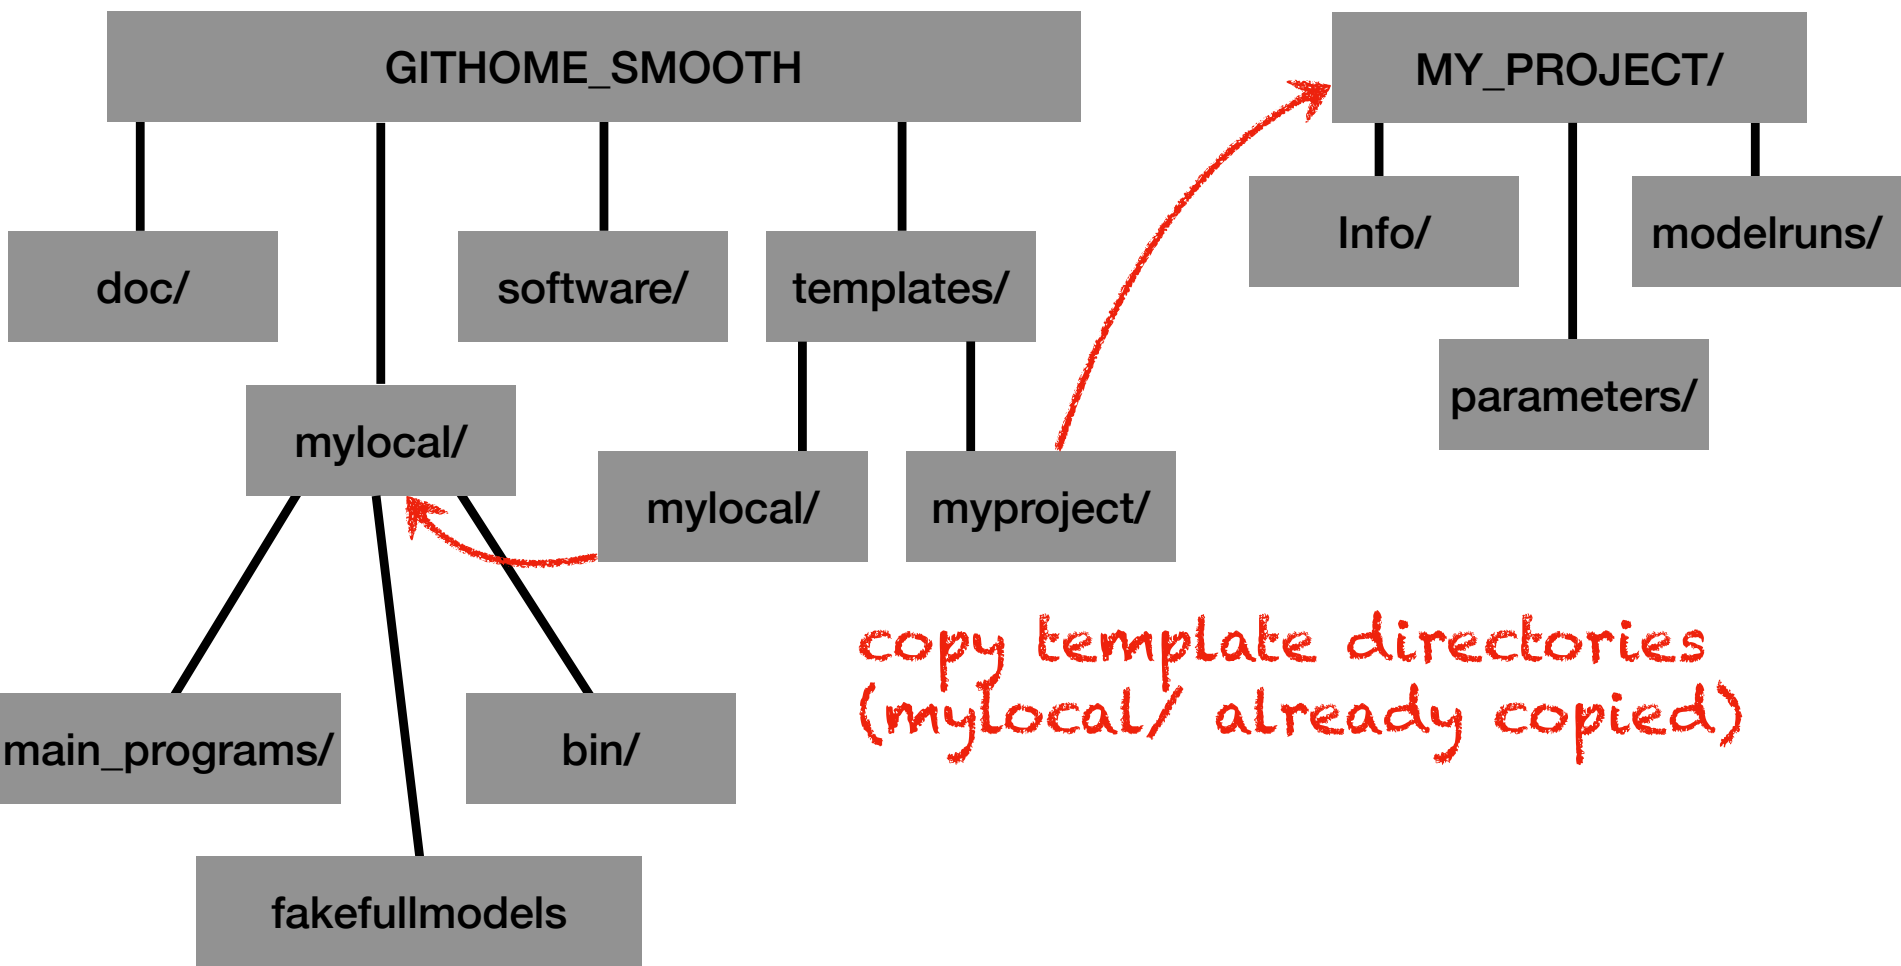 GITHOME_SMOOTH
MY_PROJECT/
Info/
modelruns/
doc/
software/
templates/
parameters/
mylocal/
mylocal/
myproject/
copy template directories
(mylocal/ already copied)
main_programs/
bin/
fakefullmodels